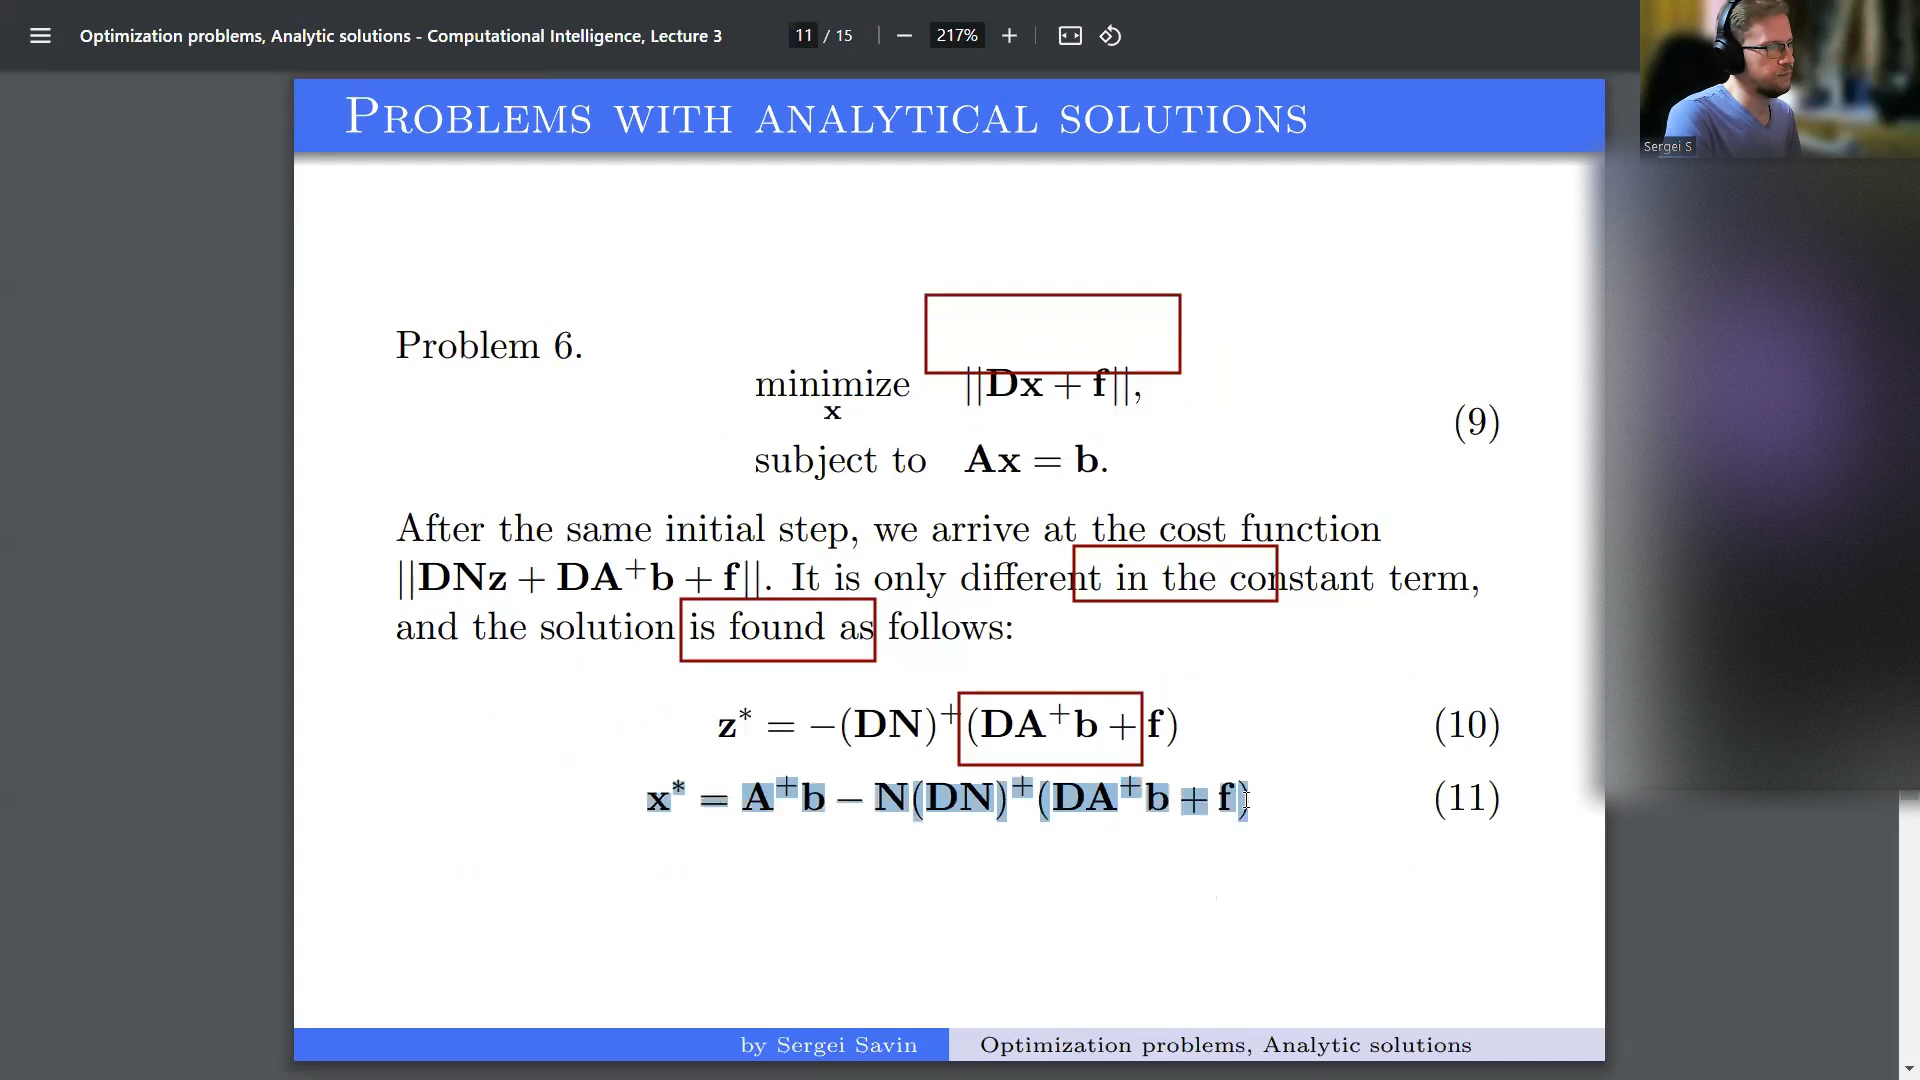 Optimization problems, Analytic solutions - Computational Intelligence, Lecture 3 11 / 15 217%
Sergei S
PROBLEMS WITH ANALYTICAL SOLUTIONS
Problem 6.
minimize ||Dx + f||,
x
(9)
subject to Ax = b.
After the same initial step, we arrive at the cost function
||DNz + DA⁺b + f||. It is only different in the constant term,
and the solution is found as follows:
z* = −(DN)⁺(DA⁺b + f) (10)
x* = A⁺b − N(DN)⁺(DA⁺b + f) (11)
by Sergei Savin Optimization problems, Analytic solutions